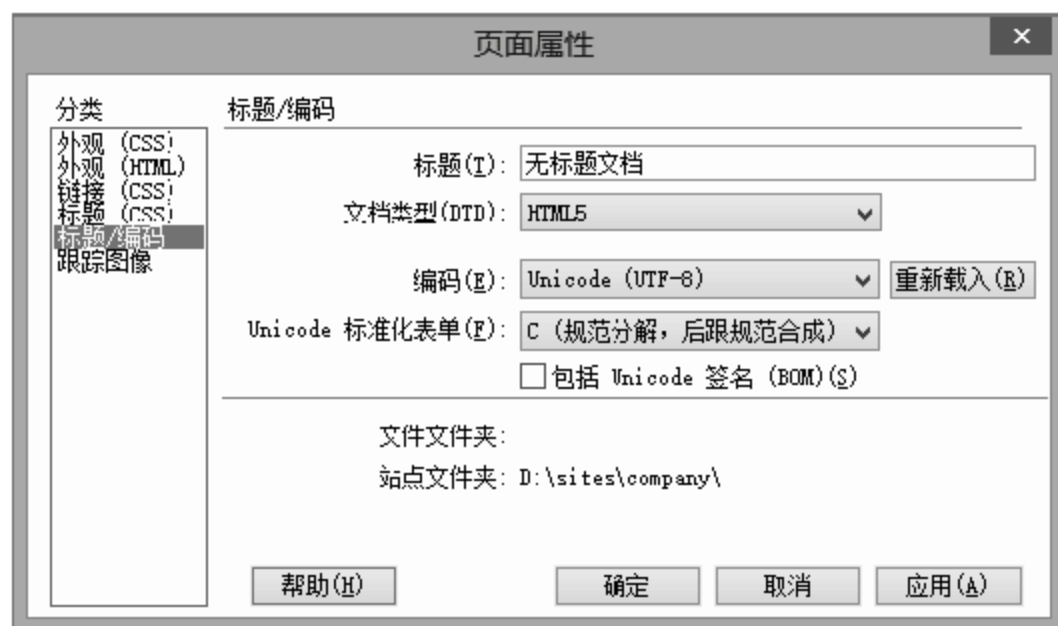 页面属性
分类
外观 (CSS)
外观 (HTML)
链接 (CSS)
标题 (CSS)
标题/编码
跟踪图像
标题/编码
标题(T): 无标题文档
文档类型(DTD): HTML5
编码(E): Unicode (UTF-8) 重新载入(R)
Unicode 标准化表单(F): C (规范分解，后跟规范合成)
包括 Unicode 签名 (BOM)(S)
文件文件夹:
站点文件夹: D:\sites\company\
帮助(H) 确定 取消 应用(A)